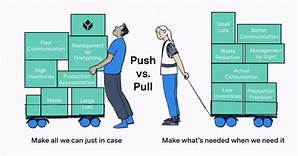 Poor
Communication
Management
by
Firefighting
High
Inventories
Production
Approximation
Waste
Large
Lots
Make all we can just in case
Push
vs.
Pull
Small
Lots
Better
Communication
Waste
Reduction
Management
by Sight
Actual
Consumption
Low
Inventories
Production
Precision
Make what's needed when we need it